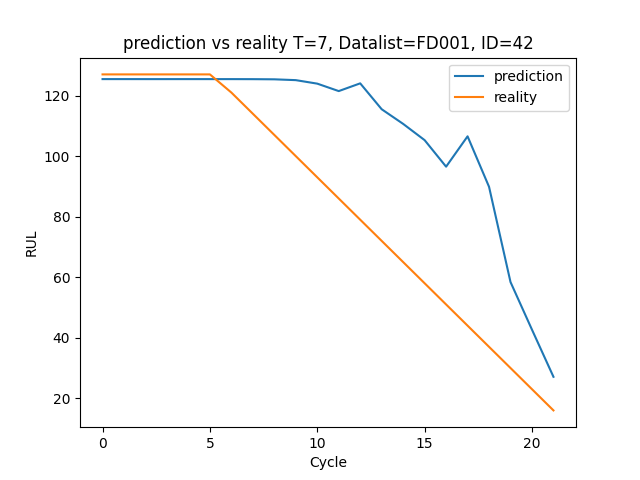 prediction vs reality T=7, Datalist=FD001, ID=42
prediction
reality
120
100
80
60
40
20
RUL
0 5 10 15 20
Cycle